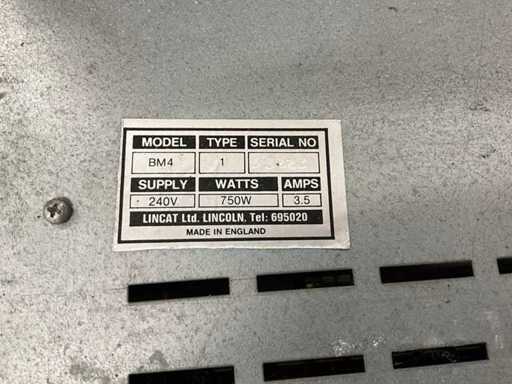 MODEL TYPE SERIAL NO
BM4 1
SUPPLY WATTS AMPS
240V 750W 3.5
LINCAT Ltd. LINCOLN. Tel: 695020
MADE IN ENGLAND